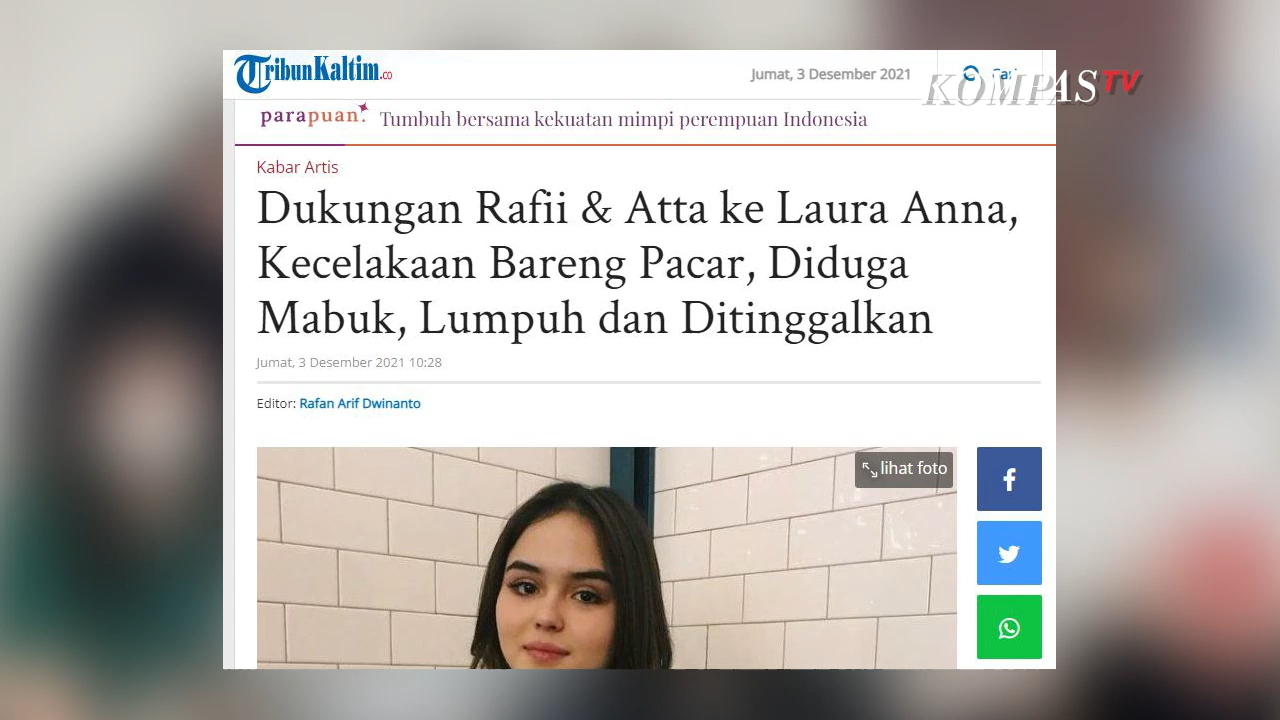 TribunKaltim.co
Jumat, 3 Desember 2021
Cari
KOMPASTV
parapuan. Tumbuh bersama kekuatan mimpi perempuan Indonesia
Kabar Artis
Dukungan Rafii & Atta ke Laura Anna,
Kecelakaan Bareng Pacar, Diduga
Mabuk, Lumpuh dan Ditinggalkan
Jumat, 3 Desember 2021 10:28
Editor: Rafan Arif Dwinanto
lihat foto